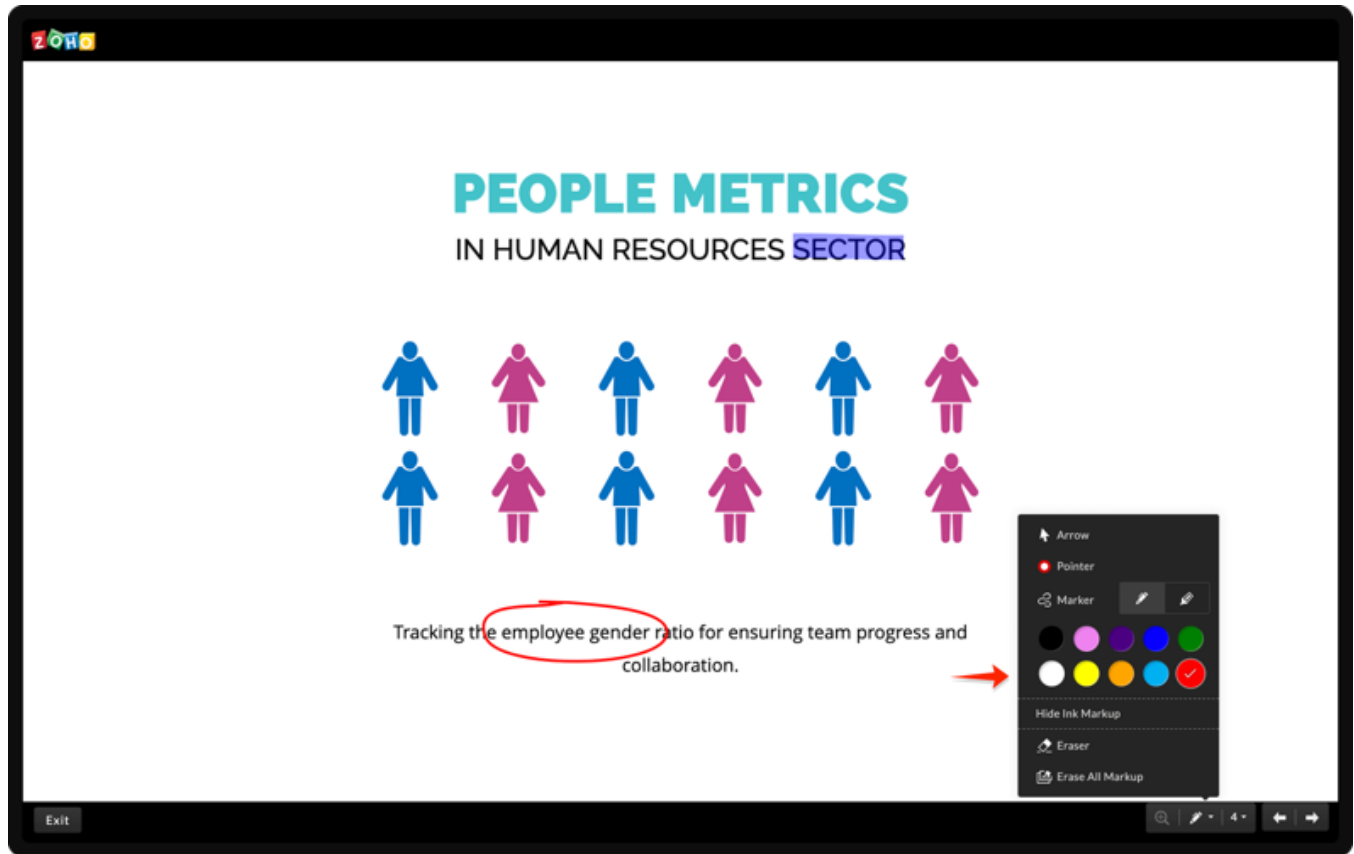 ZOHO
PEOPLE METRICS
IN HUMAN RESOURCES SECTOR
Tracking the employee gender ratio for ensuring team progress and
collaboration.
Arrow
Pointer
Marker
Hide Ink Markup
Eraser
Erase All Markup
Exit
4